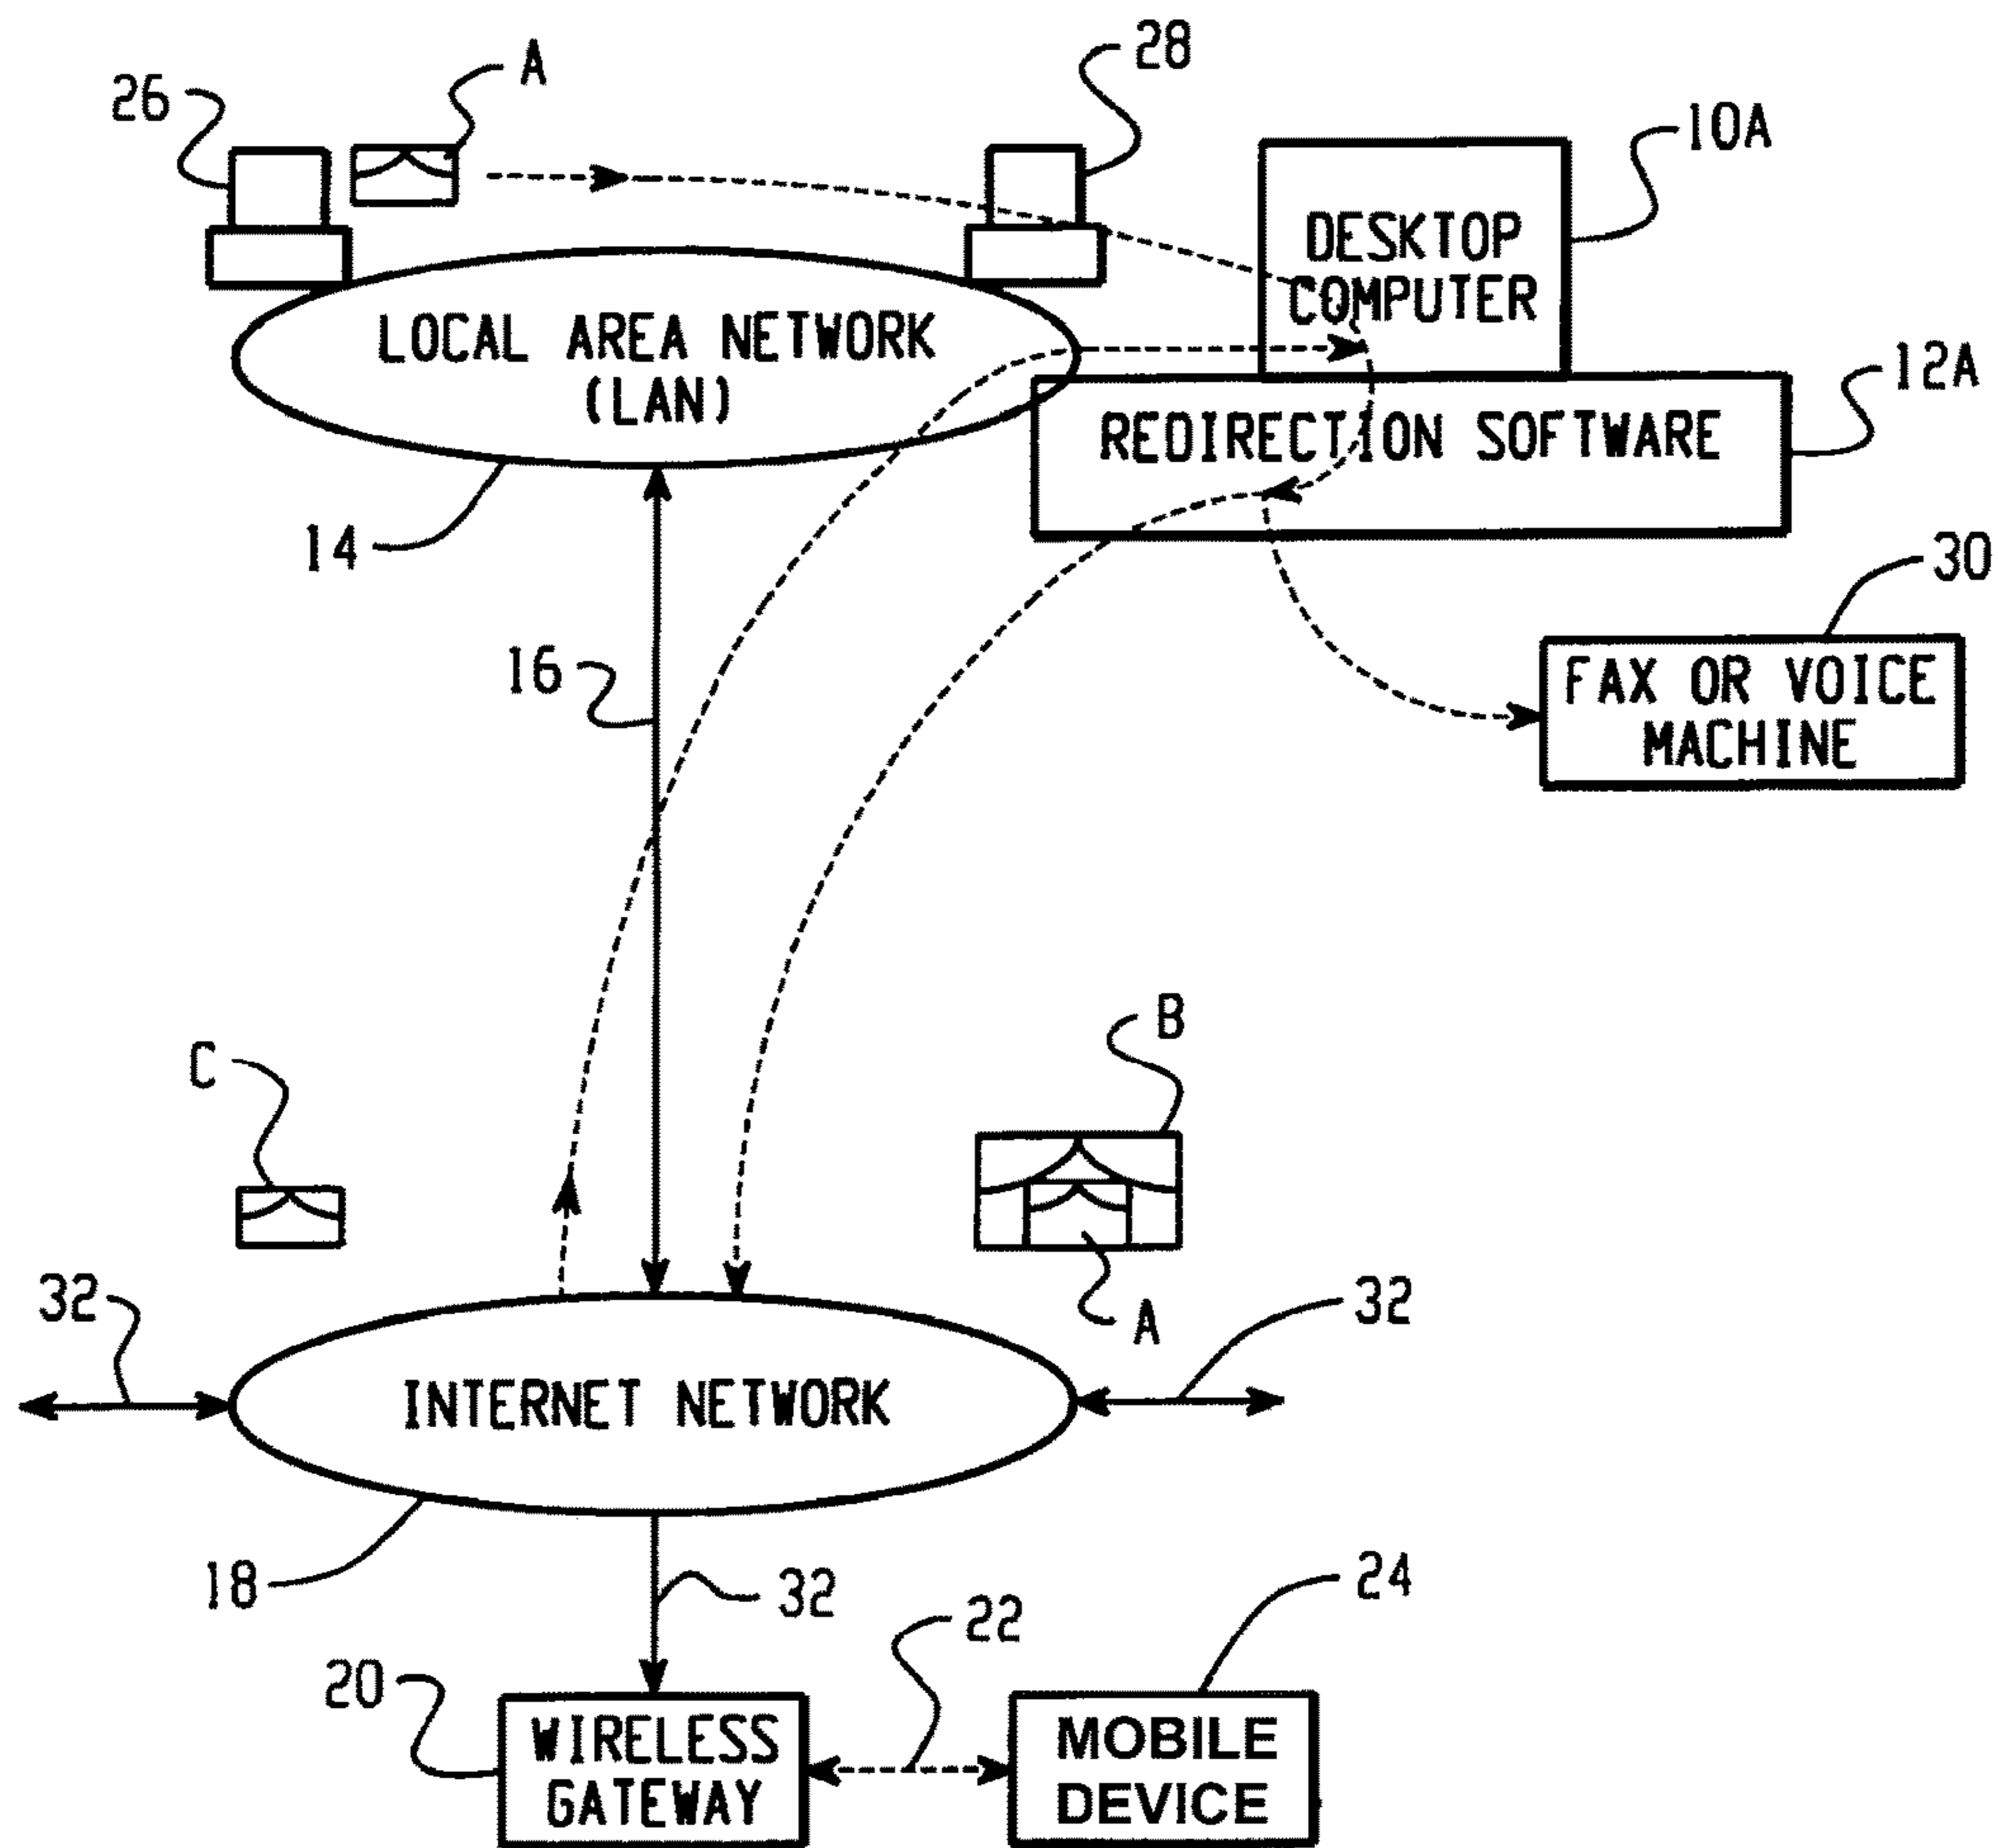 28
A
26
10A
DESKTOP
COMPUTER
LOCAL AREA NETWORK
(LAN)
12A
REDIRECTION SOFTWARE
14
30
16
FAX OR VOICE
MACHINE
B
C
32
A
32
INTERNET NETWORK
18
32
22
24
20
WIRELESS
GATEWAY
MOBILE
DEVICE